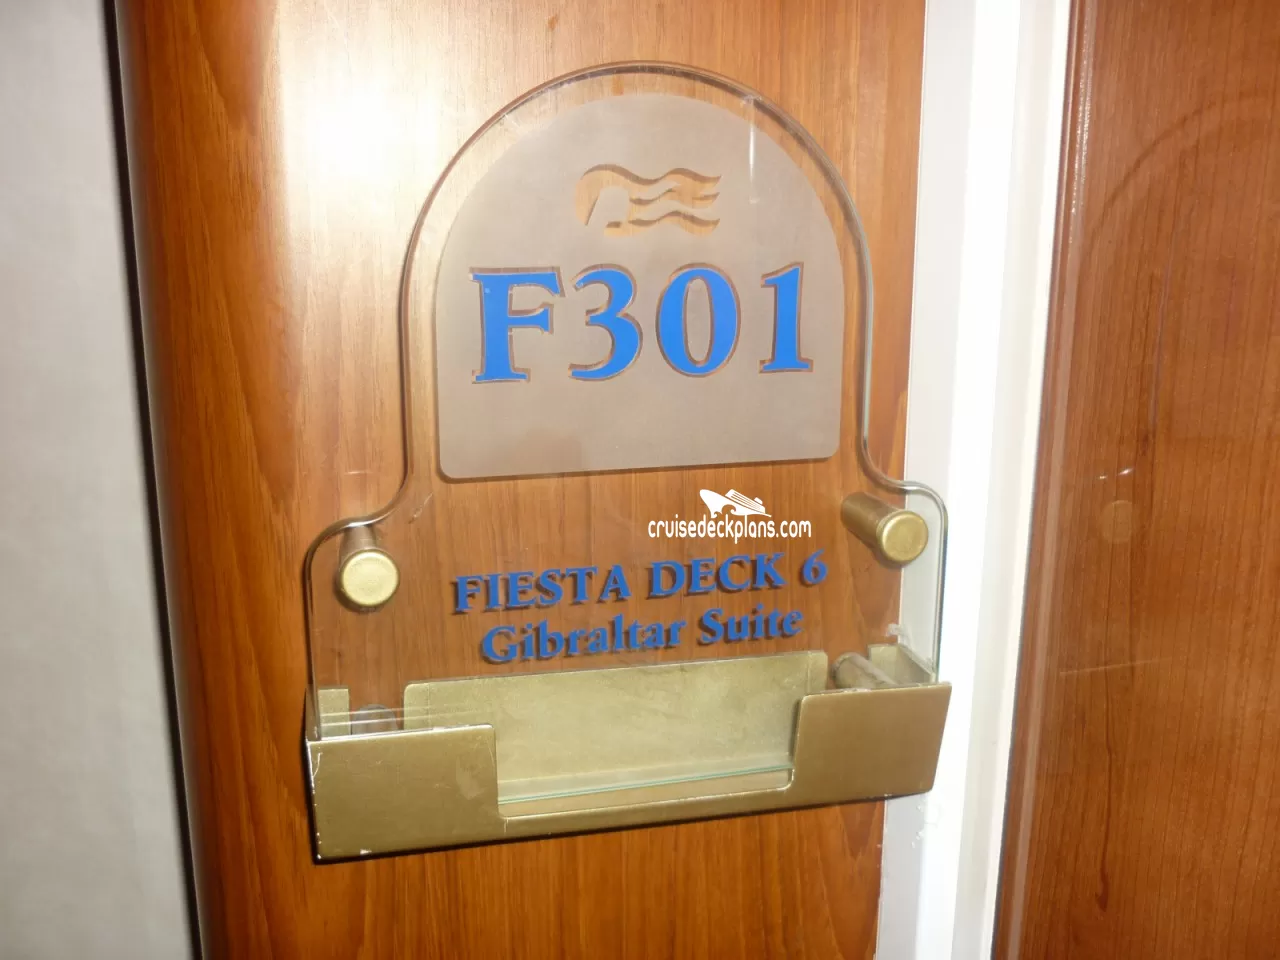 F301
cruisedeckplans.com
FIESTA DECK 6
Gibraltar Suite